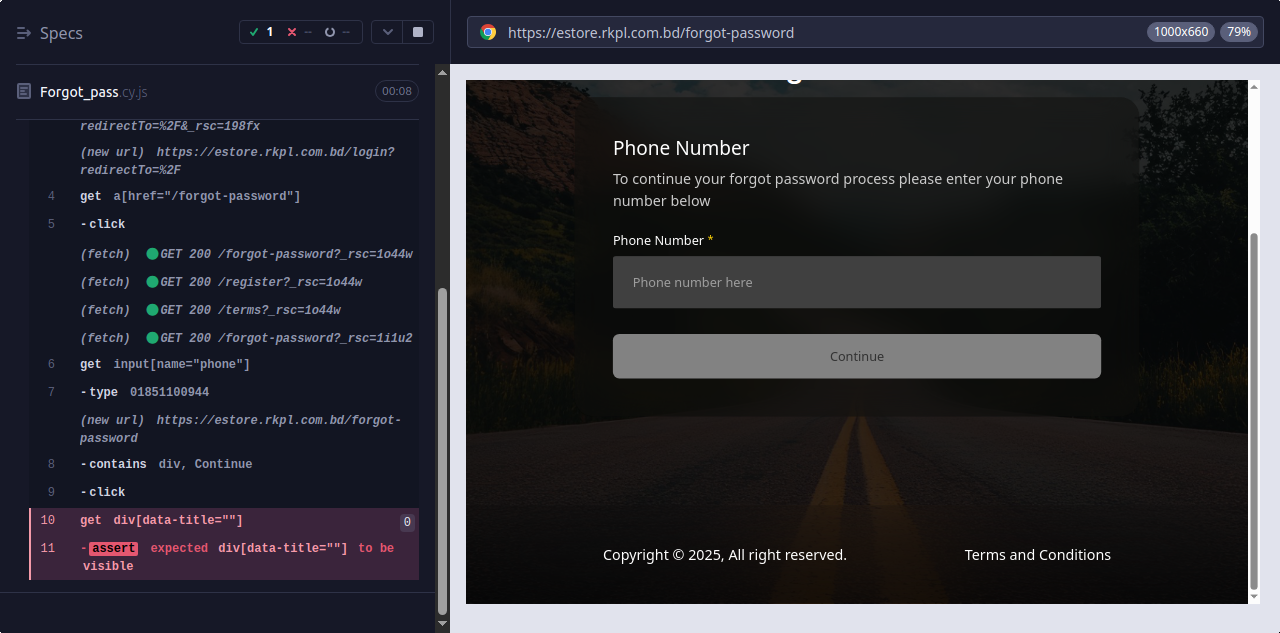 Specs
1
--
--
https://estore.rkpl.com.bd/forgot-password
1000x660
79%
Forgot_pass.cy.js
00:08
redirectTo=%2F&_rsc=198fx
(new url) https://estore.rkpl.com.bd/login?
redirectTo=%2F
4 get a[href="/forgot-password"]
5 -click
(fetch) GET 200 /forgot-password?_rsc=1o44w
(fetch) GET 200 /register?_rsc=1o44w
(fetch) GET 200 /terms?_rsc=1o44w
(fetch) GET 200 /forgot-password?_rsc=1i1u2
6 get input[name="phone"]
7 -type 01851100944
(new url) https://estore.rkpl.com.bd/forgot-
password
8 -contains div, Continue
9 -click
10 get div[data-title=""] 0
11 -assert expected div[data-title=""] to be
visible
Phone Number
To continue your forgot password process please enter your phone
number below
Phone Number *
Phone number here
Continue
Copyright © 2025, All right reserved.
Terms and Conditions